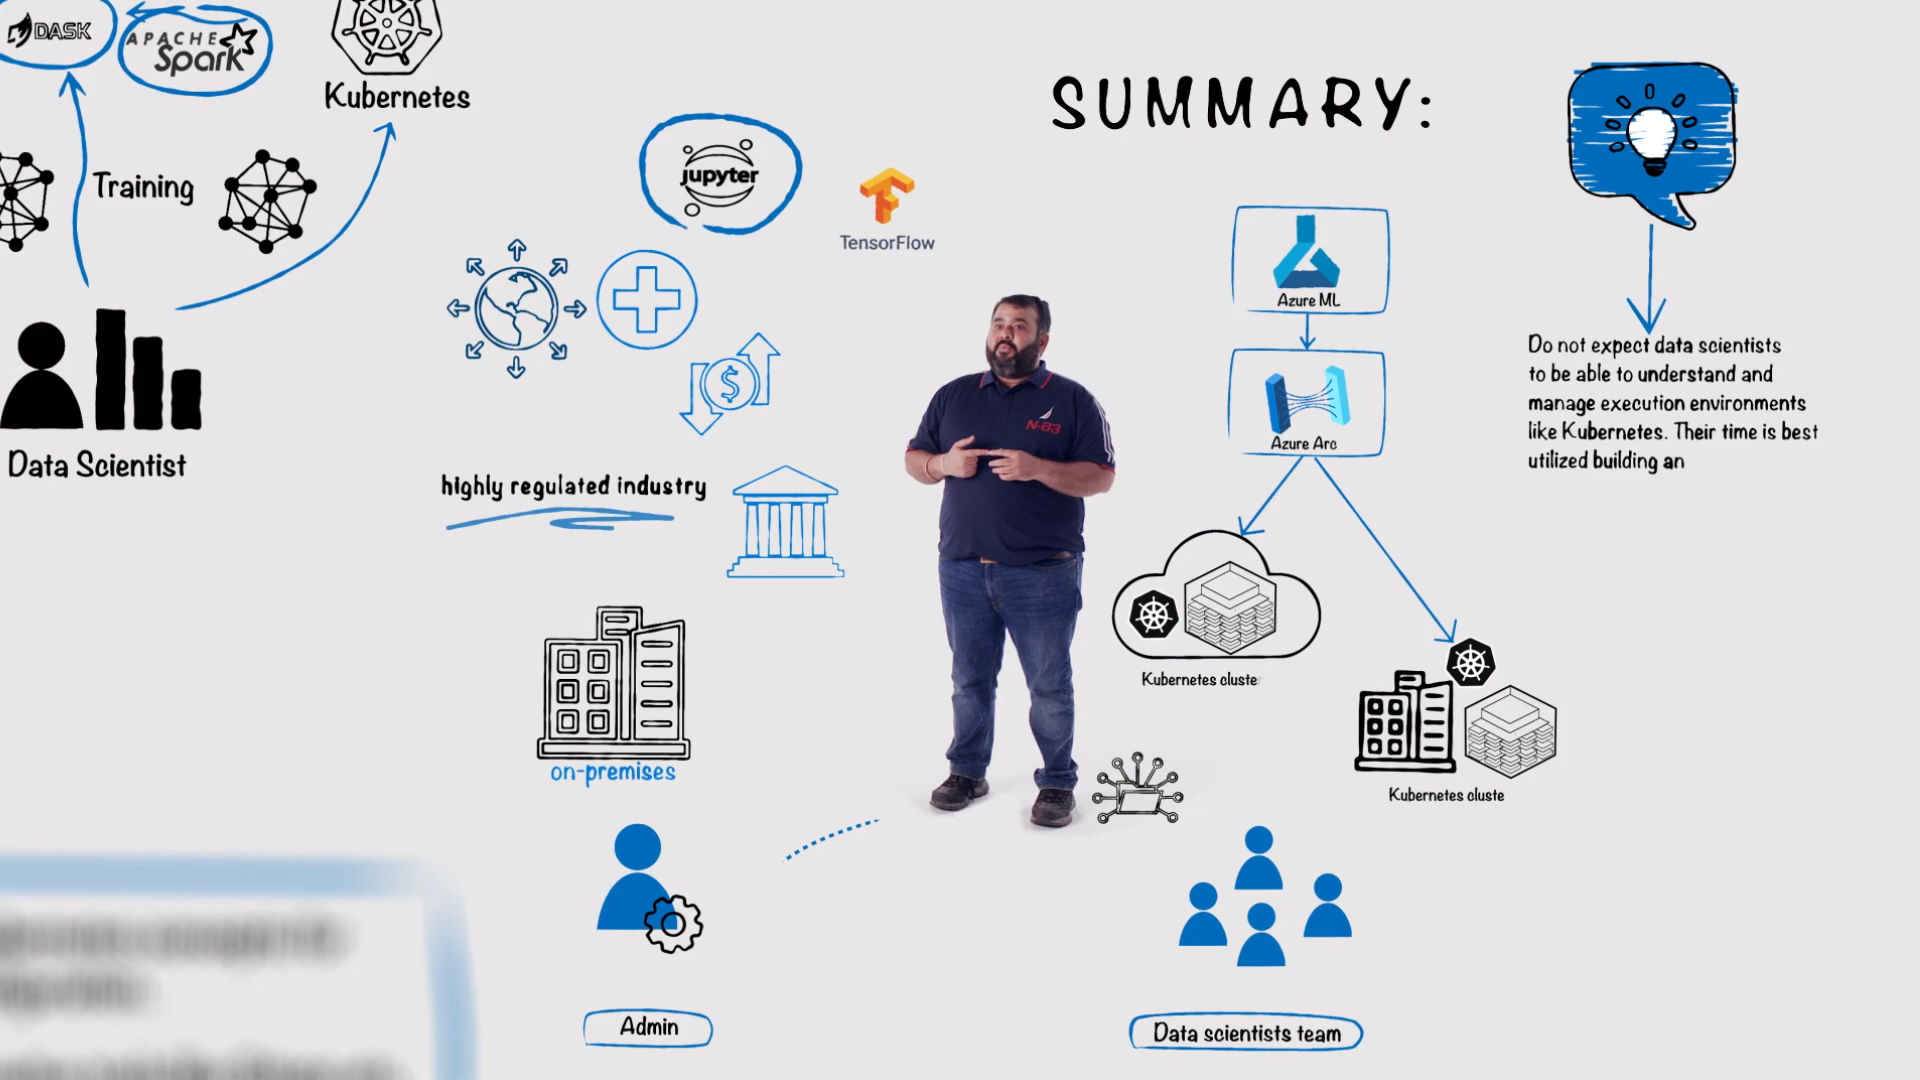 DASK
APACHE
Spark
Kubernetes
Training
Data Scientist
jupyter
TensorFlow
highly regulated industry
on-premises
Admin
SUMMARY:
Azure ML
Azure Arc
Kubernetes cluste
Kubernetes cluste
Data scientists team
N-83
$
Do not expect data scientists
to be able to understand and
manage execution environments
like Kubernetes. Their time is best
utilized building an